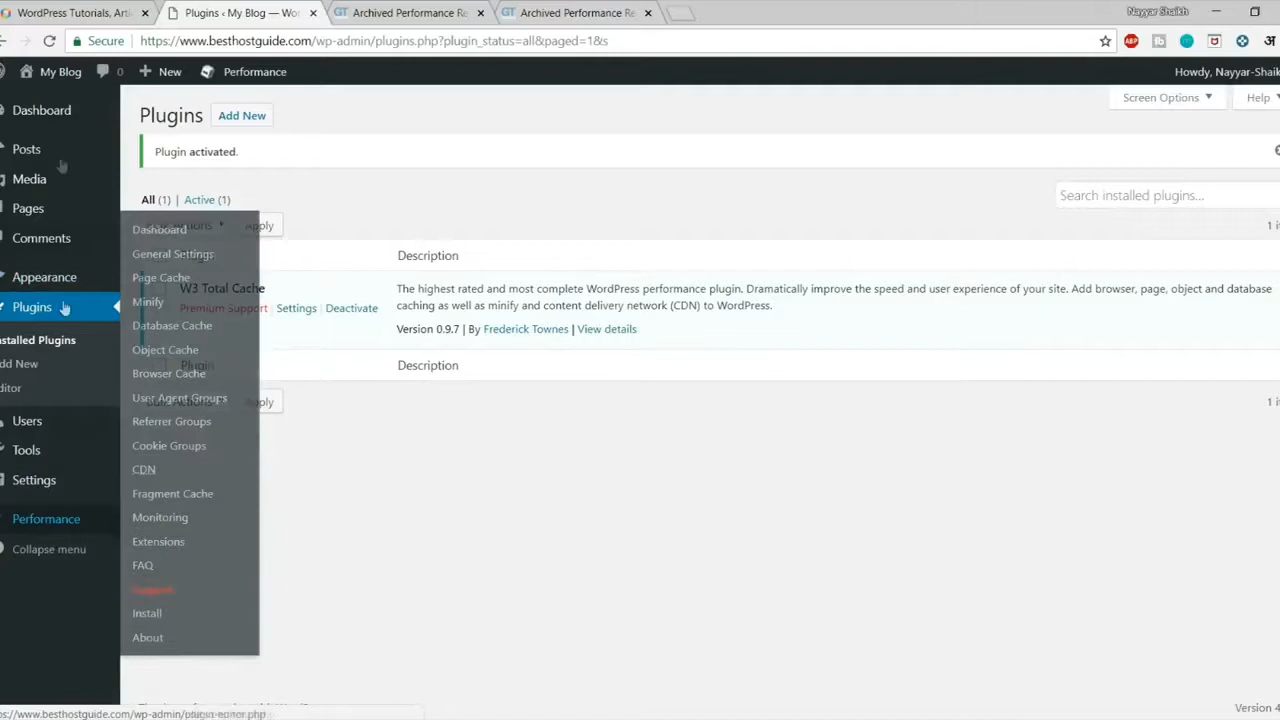 WordPress Tutorials, Arti
Plugins ‹ My Blog — Wo
Archived Performance Re
Archived Performance Re
Nayyar Shaikh
Secure
https://www.besthostguide.com/wp-admin/plugins.php?plugin_status=all&paged=1&s
My Blog
0
New
Performance
Howdy, Nayyar-Shaik
Dashboard
Posts
Media
Pages
Comments
Appearance
Plugins
nstalled Plugins
dd New
ditor
Users
Tools
Settings
Performance
Collapse menu
Dashboard
General Settings
Page Cache
Minify
Database Cache
Object Cache
Browser Cache
User Agent Groups
Referrer Groups
Cookie Groups
CDN
Fragment Cache
Monitoring
Extensions
FAQ
Support
Install
About
Screen Options
Help
Plugins
Add New
Plugin activated.
All (1) | Active (1)
Search installed plugins...
Apply
1 i
Description
W3 Total Cache
Premium Support | Settings | Deactivate
The highest rated and most complete WordPress performance plugin. Dramatically improve the speed and user experience of your site. Add browser, page, object and database
caching as well as minify and content delivery network (CDN) to WordPress.
Version 0.9.7 | By Frederick Townes | View details
Plugin
Description
Apply
1 i
Version 4
ps://www.besthostguide.com/wp-admin/plugin-editor.php